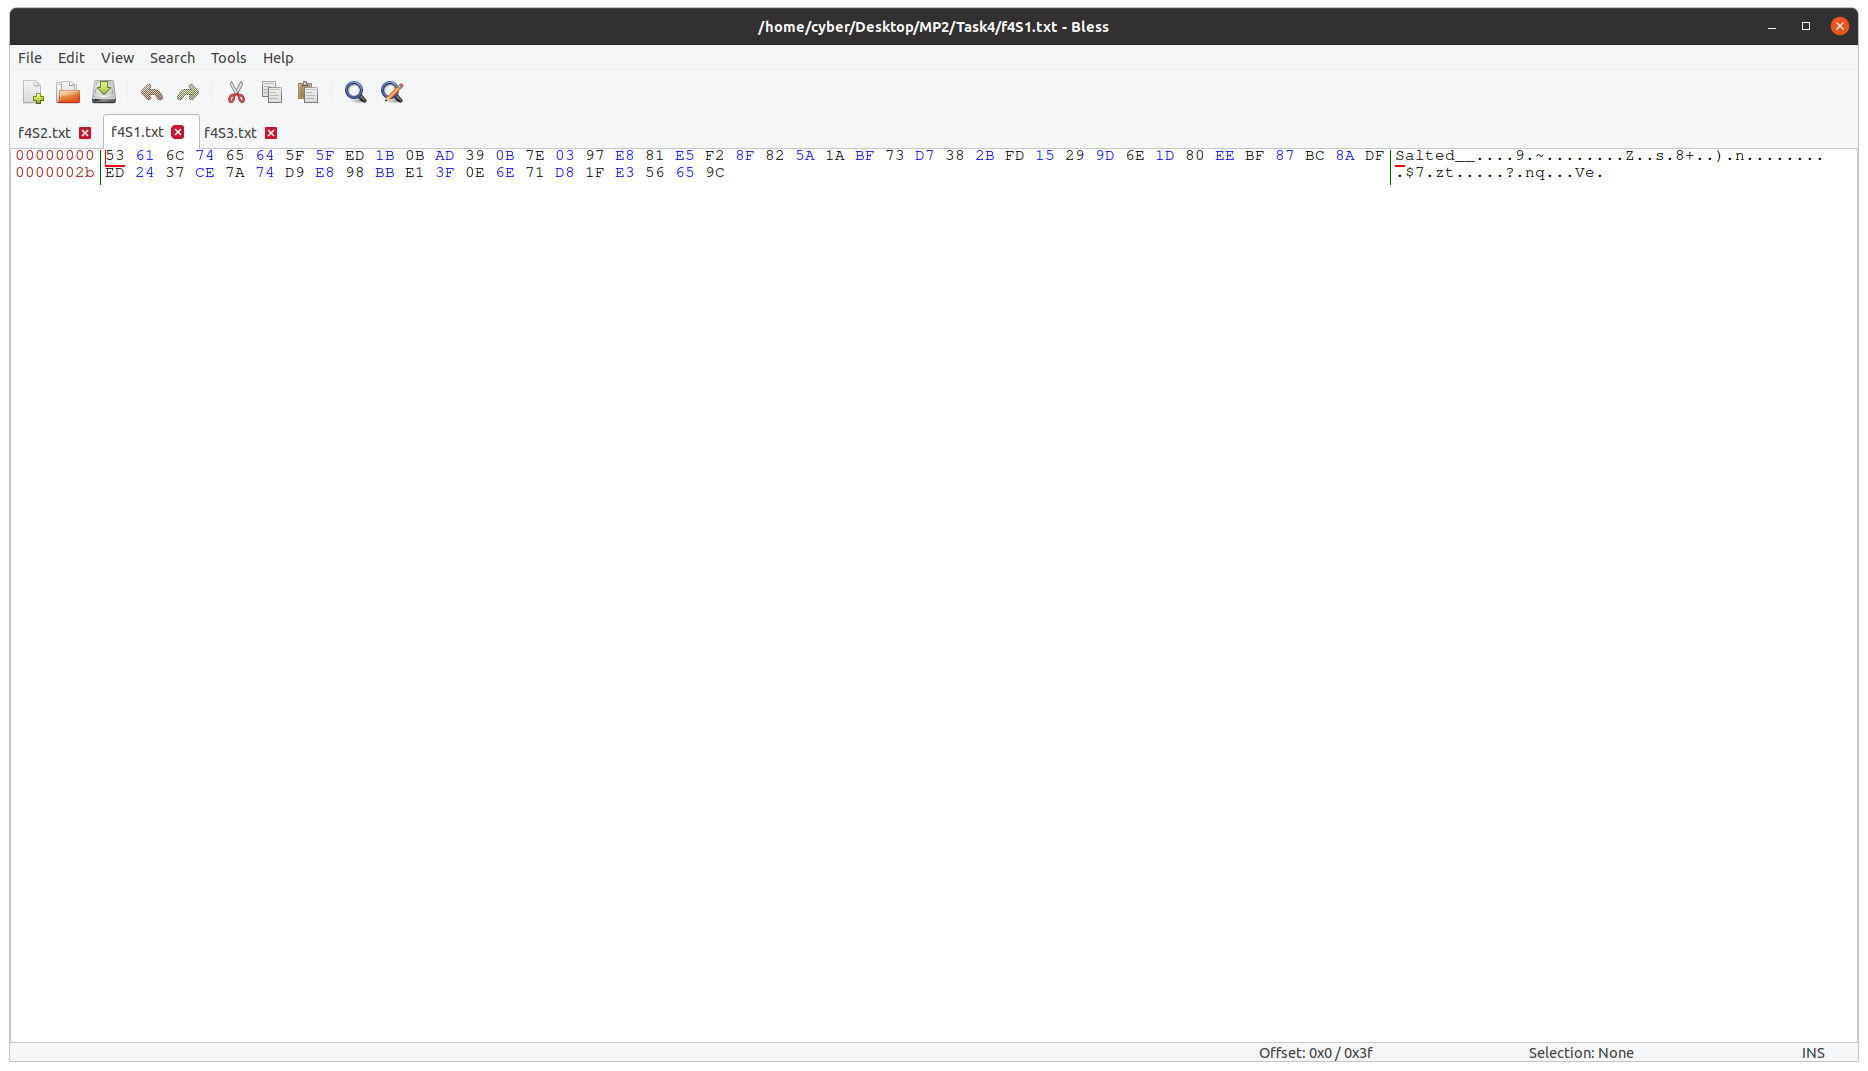 /home/cyber/Desktop/MP2/Task4/f4S1.txt - Bless
File Edit View Search Tools Help
f4S2.txt f4S1.txt f4S3.txt
00000000 53 61 6C 74 65 64 5F 5F ED 1B 0B AD 39 0B 7E 03 97 E8 81 E5 F2 8F 82 5A 1A BF 73 D7 38 2B FD 15 29 9D 6E 1D 80 EE BF 87 BC 8A DF Salted__....9.~........Z..s.8+..).n........
0000002b ED 24 37 CE 7A 74 D9 E8 98 BB E1 3F 0E 6E 71 D8 1F E3 56 65 9C .$7.zt.....?.nq...Ve.
Offset: 0x0 / 0x3f Selection: None INS